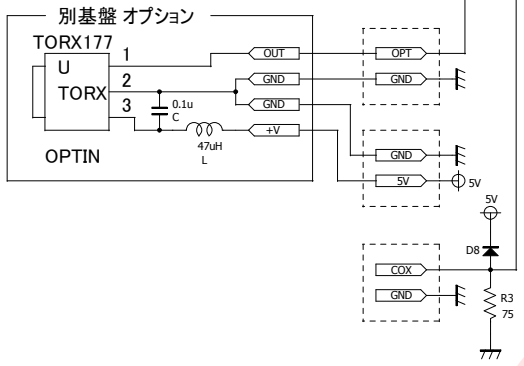 別基盤 オプション
TORX177
1
OUT
OPT
U
2
GND
GND
TORX
3
0.1u
C
GND
+V
47uH
L
OPTIN
GND
5V
5V
5V
D8
COX
GND
R3
75